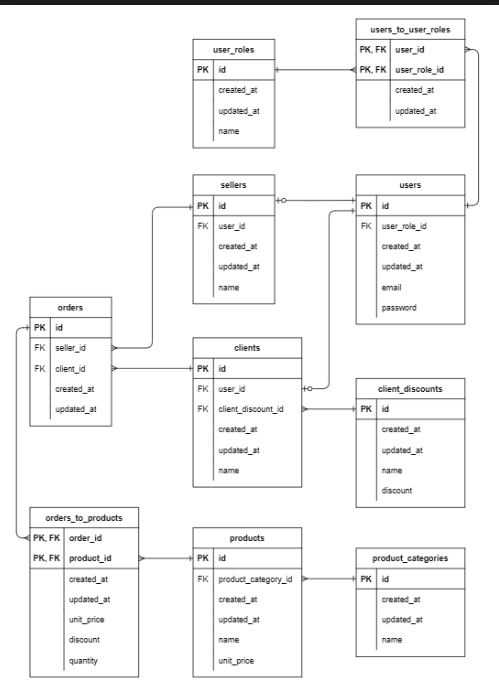 users_to_user_roles
PK, FK user_id
PK, FK user_role_id
created_at
updated_at
user_roles
PK id
created_at
updated_at
name
sellers
PK id
FK user_id
created_at
updated_at
name
users
PK id
FK user_role_id
created_at
updated_at
email
password
orders
PK id
FK seller_id
FK client_id
created_at
updated_at
clients
PK id
FK user_id
FK client_discount_id
created_at
updated_at
name
client_discounts
PK id
created_at
updated_at
name
discount
orders_to_products
PK, FK order_id
PK, FK product_id
created_at
updated_at
unit_price
discount
quantity
products
PK id
FK product_category_id
created_at
updated_at
name
unit_price
product_categories
PK id
created_at
updated_at
name